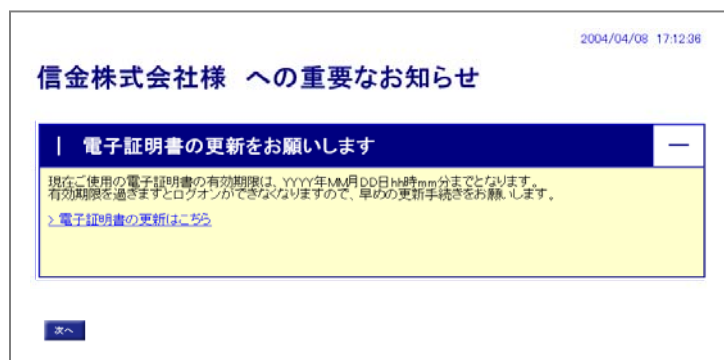 2004/04/08 17:12:36
信金株式会社様 への重要なお知らせ
| 電子証明書の更新をお願いします
現在ご使用の電子証明書の有効期限は、YYYY年MM月DD日hh時mm分までとなります。
有効期限を過ぎますとログオンができなくなりますので、早めの更新手続きをお願いします。
> 電子証明書の更新はこちら
次へ